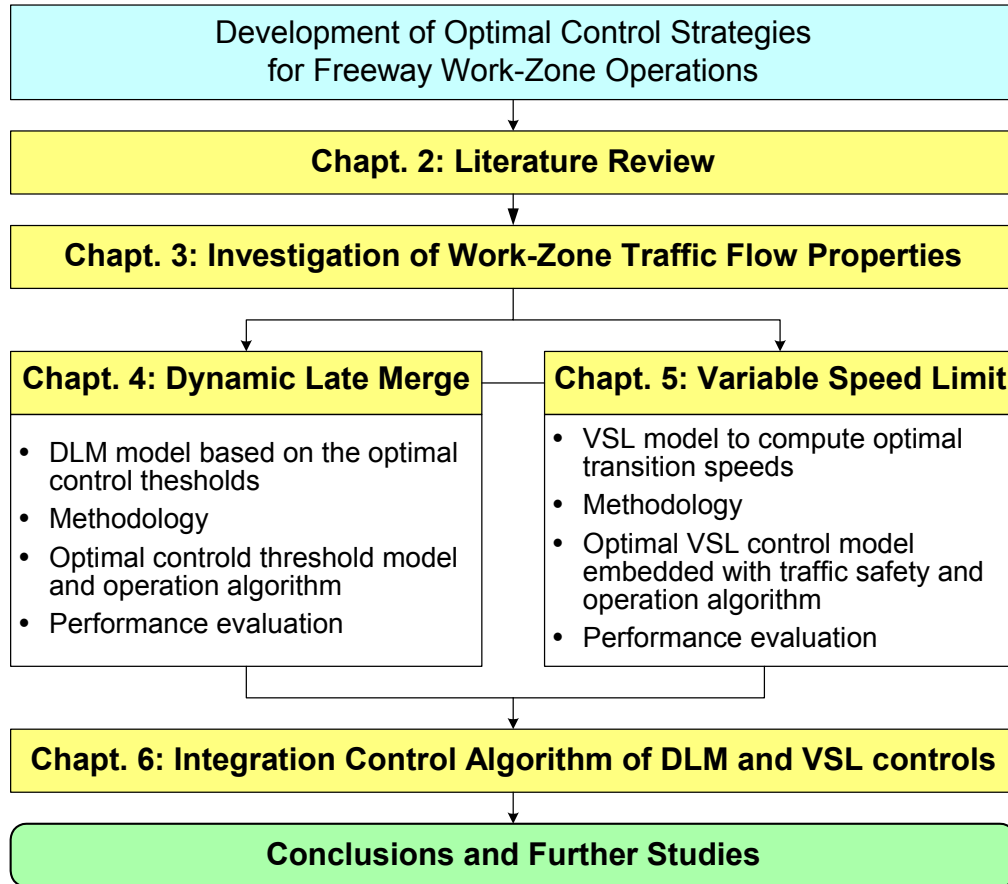 Development of Optimal Control Strategies
for Freeway Work-Zone Operations
Chapt. 2: Literature Review
Chapt. 3: Investigation of Work-Zone Traffic Flow Properties
Chapt. 4: Dynamic Late Merge
• DLM model based on the optimal
control thesholds
• Methodology
• Optimal controld threshold model
and operation algorithm
• Performance evaluation
Chapt. 5: Variable Speed Limit
• VSL model to compute optimal
transition speeds
• Methodology
• Optimal VSL control model
embedded with traffic safety and
operation algorithm
• Performance evaluation
Chapt. 6: Integration Control Algorithm of DLM and VSL controls
Conclusions and Further Studies